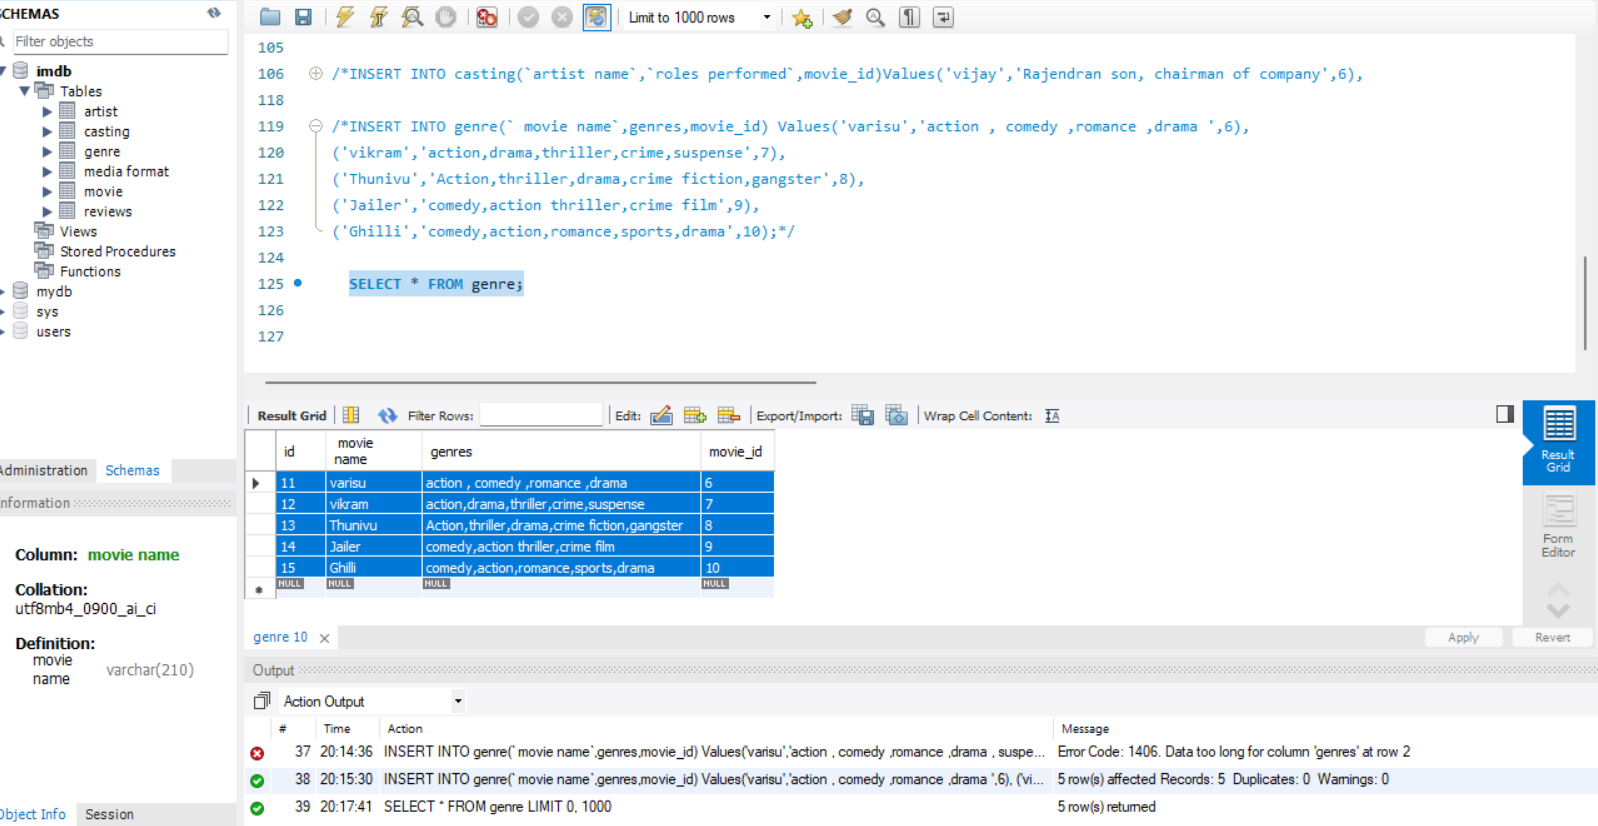 SCHEMAS
Filter objects
imdb
Tables
artist
casting
genre
media format
movie
reviews
Views
Stored Procedures
Functions
mydb
sys
users
Administration Schemas
Information
Column: movie name
Collation:
utf8mb4_0900_ai_ci
Definition:
movie
name
varchar(210)
Object Info Session
Limit to 1000 rows
105
106 /*INSERT INTO casting(`artist name`,`roles performed`,movie_id)Values('vijay','Rajendran son, chairman of company',6),
118
119 /*INSERT INTO genre(` movie name`,genres,movie_id) Values('varisu','action , comedy ,romance ,drama ',6),
120 ('vikram','action,drama,thriller,crime,suspense',7),
121 ('Thunivu','Action,thriller,drama,crime fiction,gangster',8),
122 ('Jailer','comedy,action thriller,crime film',9),
123 ('Ghilli','comedy,action,romance,sports,drama',10);*/
124
125 SELECT * FROM genre;
126
127
Result Grid Filter Rows: Edit: Export/Import: Wrap Cell Content: IA
id movie name genres movie_id
11 varisu action , comedy ,romance ,drama 6
12 vikram action,drama,thriller,crime,suspense 7
13 Thunivu Action,thriller,drama,crime fiction,gangster 8
14 Jailer comedy,action thriller,crime film 9
15 Ghilli comedy,action,romance,sports,drama 10
NULL NULL NULL NULL
Result
Grid
Form
Editor
genre 10 Apply Revert
Output
Action Output
# Time Action Message
37 20:14:36 INSERT INTO genre(` movie name`,genres,movie_id) Values('varisu','action , comedy ,romance ,drama , suspe... Error Code: 1406. Data too long for column 'genres' at row 2
38 20:15:30 INSERT INTO genre(` movie name`,genres,movie_id) Values('varisu','action , comedy ,romance ,drama ',6), ('vi... 5 row(s) affected Records: 5 Duplicates: 0 Warnings: 0
39 20:17:41 SELECT * FROM genre LIMIT 0, 1000 5 row(s) returned